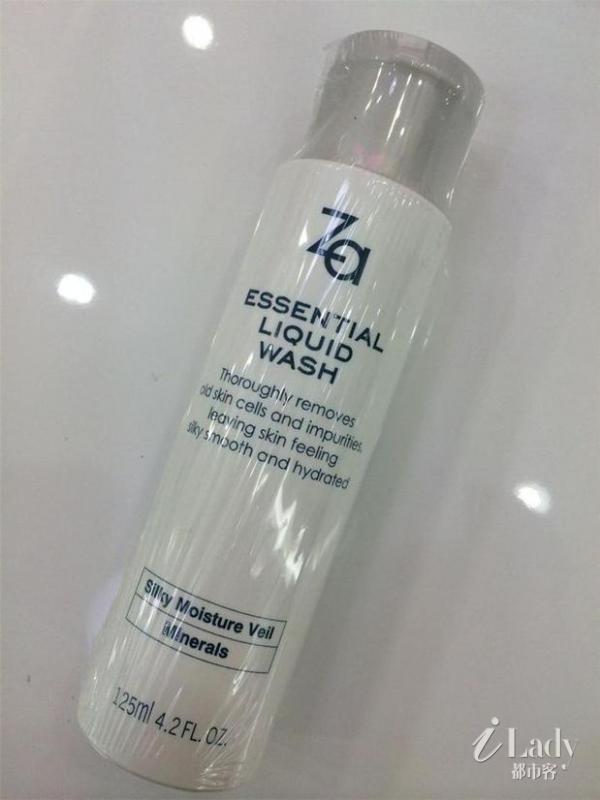 Za
ESSENTIAL
LIQUID
WASH
Thoroughly removes
old skin cells and impurities,
leaving skin feeling
silky smooth and hydrated
Silky Moisture Veil
Minerals
125ml 4.2 FL. OZ.
iLady
都市客